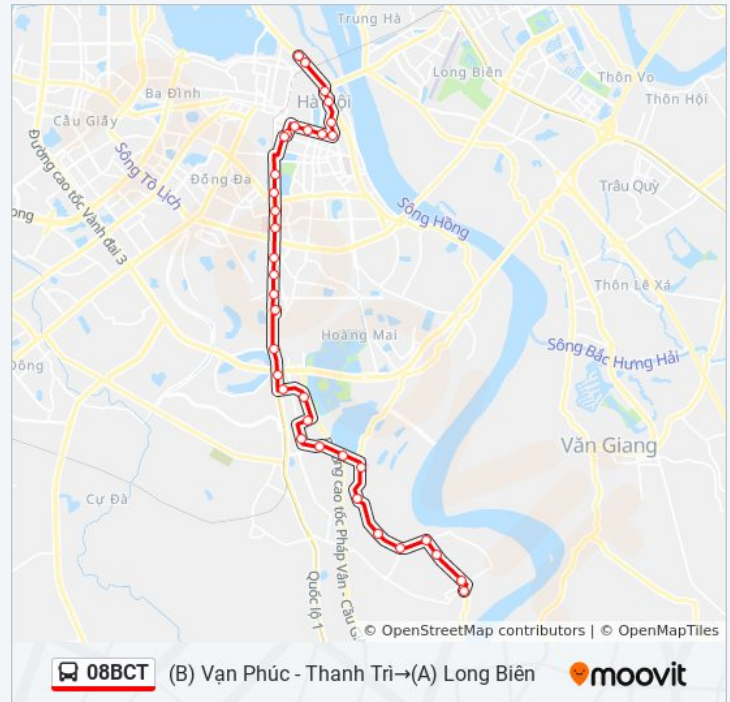 Trung Hà
Long Biên
Thôn Vo
Thôn Hội
Ba Đình
Hà Nội
Cầu Giấy
Đường cao tốc Vành đai 3
Sông Tô Lịch
Đống Đa
Trâu Quỳ
ong
Sông Hồng
Thôn Lê Xá
Hoàng Mai
Sông Bắc Hưng Hải
Đông
Văn Giang
Cự Đà
cao tốc Pháp Vân - Cầu Gi
Quốc lộ 1
© OpenStreetMap contributors | © OpenMapTiles
08BCT (B) Vạn Phúc - Thanh Trì→(A) Long Biên moovit